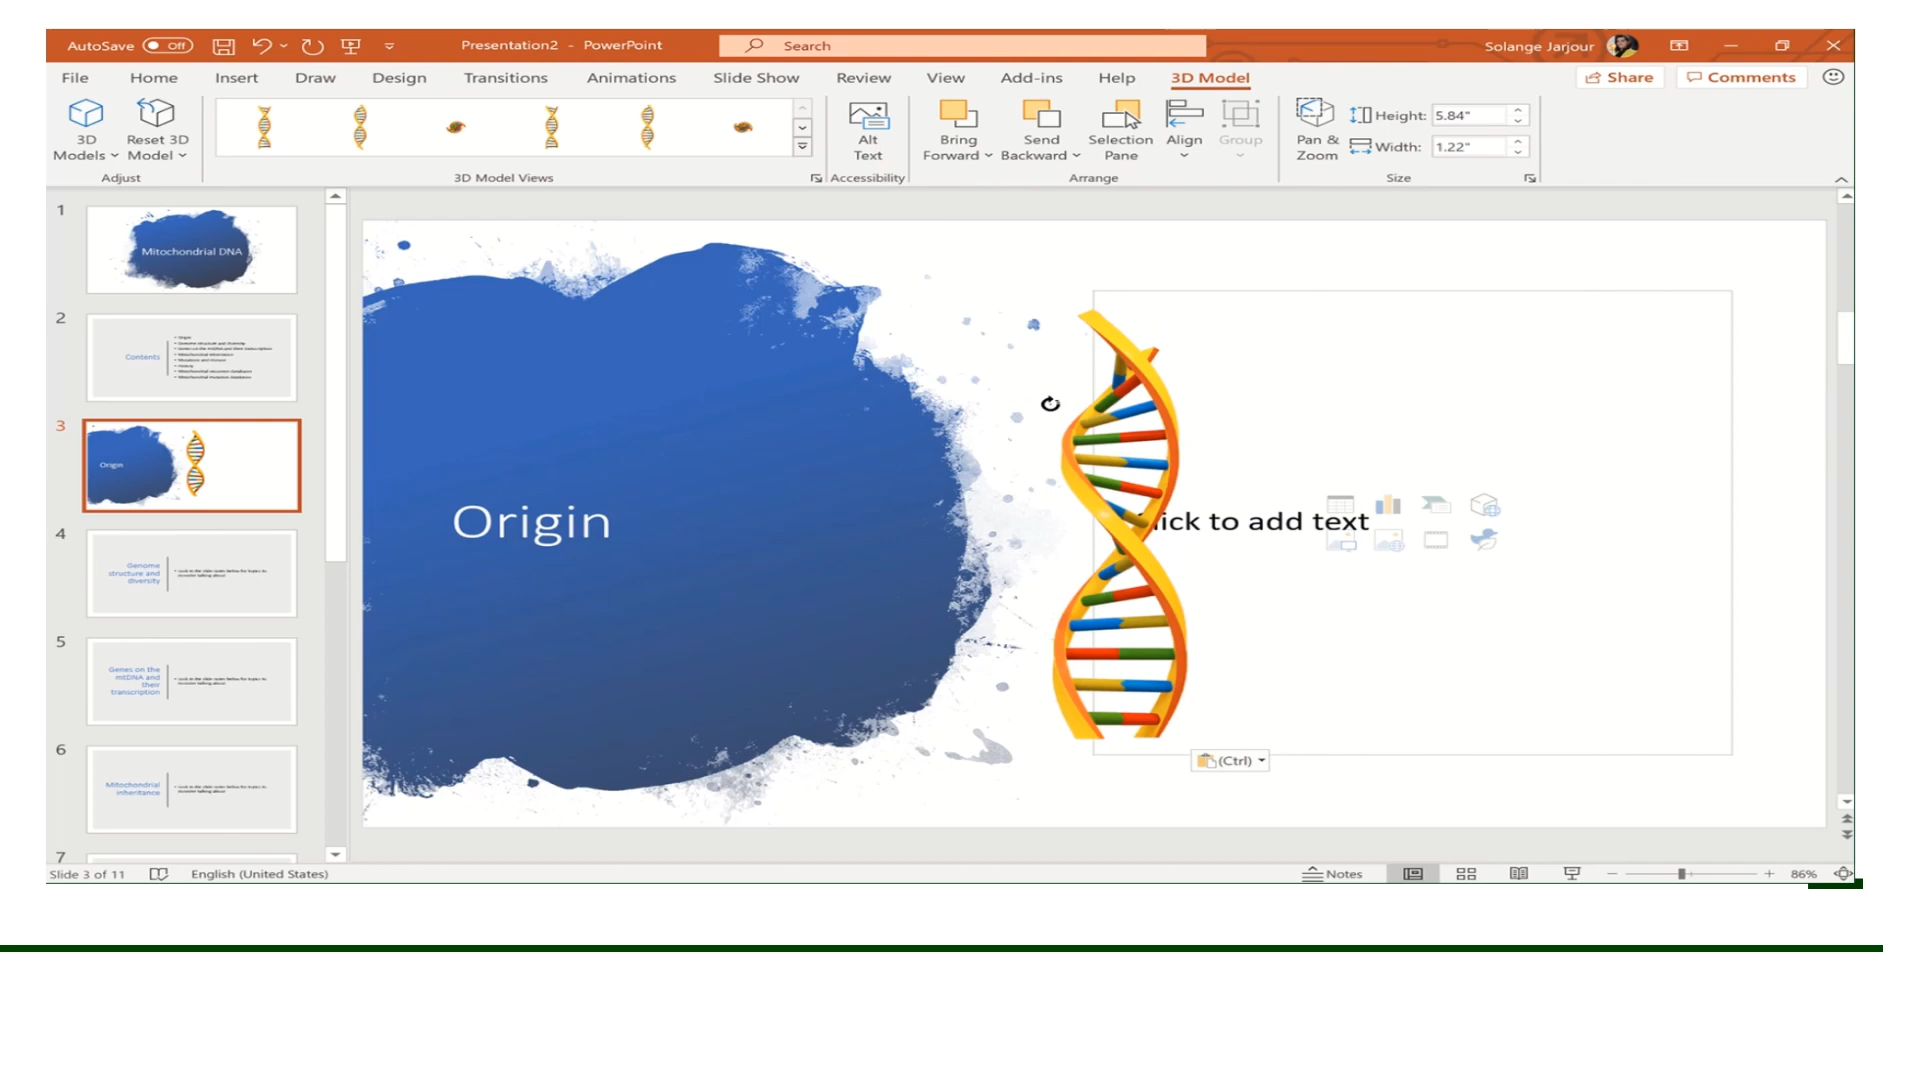 AutoSave Off Presentation2 - PowerPoint Search Solange Jarjour
File Home Insert Draw Design Transitions Animations Slide Show Review View Add-ins Help 3D Model Share Comments
3D Models Reset 3D Model Alt Text Bring Forward Send Backward Selection Pane Align Group Pan & Zoom Height: 5.84" Width: 1.22"
Adjust 3D Model Views Accessibility Arrange Size
1
Mitochondrial DNA
2
Contents
3
Origin
4
Genome
structure and
diversity
5
Genes on the
mtDNA and
their
transcription
6
Mitochondrial
inheritance
7
Origin
lick to add text
(Ctrl)
Slide 3 of 11 English (United States) Notes 86%